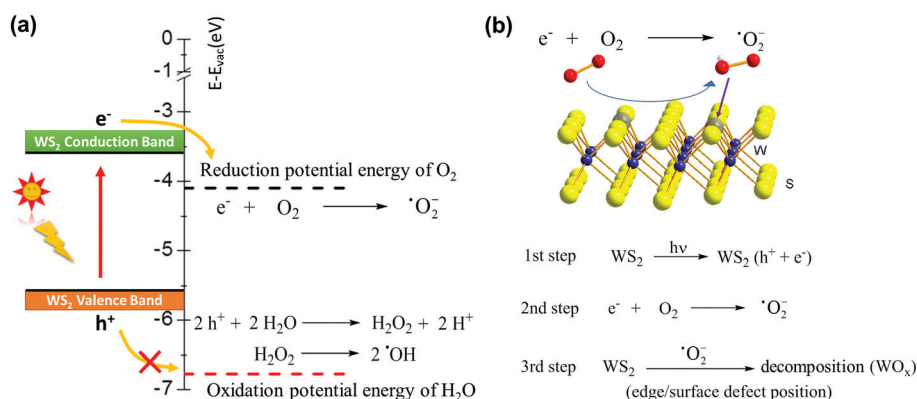 (a)
0
-1
-3
-4
-5
-6
-7
E-Evac(eV)
e-
WS2 Conduction Band
Reduction potential energy of O2
e- + O2 ⟶ •O2−
WS2 Valence Band
h+
2 h+ + 2 H2O ⟶ H2O2 + 2 H+
H2O2 ⟶ 2 •OH
Oxidation potential energy of H2O
(b)
e- + O2 ⟶ •O2−
W
S
1st step WS2 hν ⟶ WS2 (h+ + e-)
2nd step e- + O2 ⟶ •O2−
•O2−
3rd step WS2 ⟶ decomposition (WOx)
(edge/surface defect position)